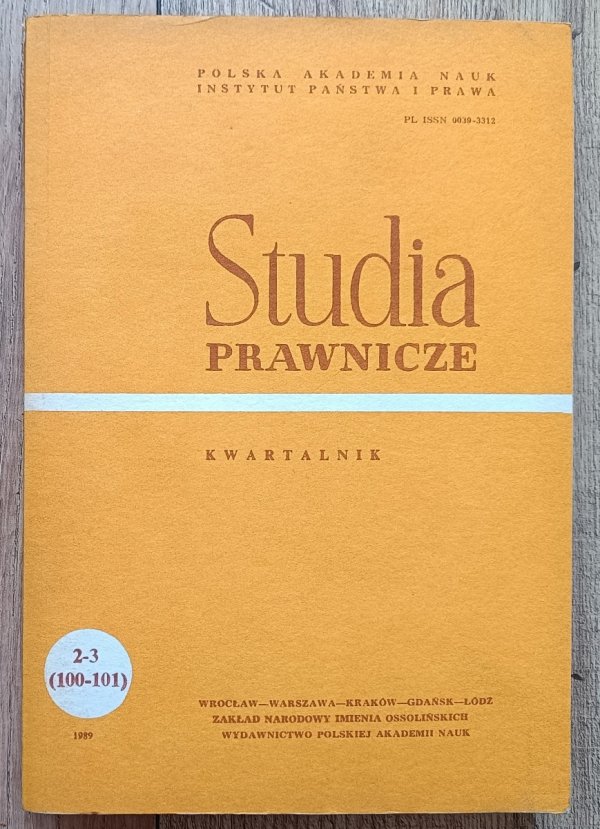 POLSKA AKADEMIA NAUK
INSTYTUT PAŃSTWA I PRAWA
PL ISSN 0039-3312
Studia
PRAWNICZE
KWARTALNIK
2-3
(100-101)
1989
WROCŁAW—WARSZAWA—KRAKÓW—GDAŃSK—ŁÓDŹ
ZAKŁAD NARODOWY IMIENIA OSSOLIŃSKICH
WYDAWNICTWO POLSKIEJ AKADEMII NAUK